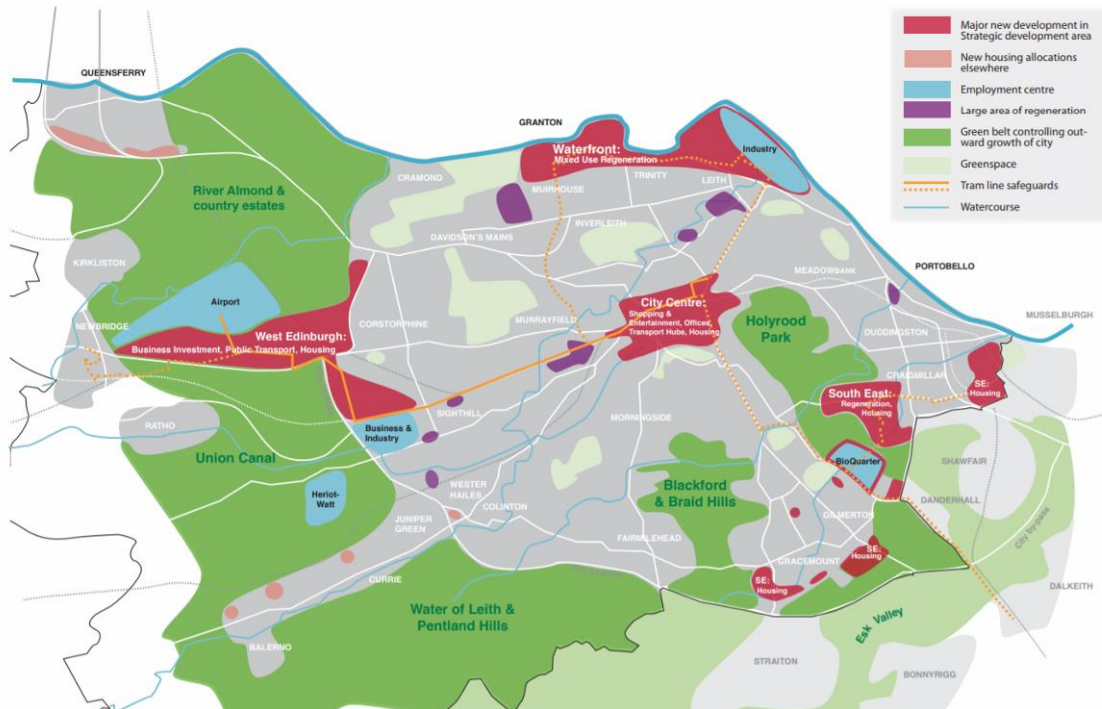 Major new development in
Strategic development area
New housing allocations
elsewhere
Employment centre
Large area of regeneration
Green belt controlling out-
ward growth of city
Greenspace
Tram line safeguards
Watercourse
QUEENSFERRY
GRANTON
Waterfront:
Mixed Use Regeneration
Industry
CRAMOND
MUIRHOUSE
TRINITY
LEITH
River Almond &
country estates
INVERLEITH
DAVIDSON'S MAINS
KIRKLISTON
MEADOWBANK
PORTOBELLO
Airport
City Centre:
Shopping &
Entertainment, Offices,
Transport Hubs, Housing
MUSSELBURGH
NEWBRIDGE
West Edinburgh:
Business Investment, Public Transport, Housing
CORSTORPHINE
MURRAYFIELD
Holyrood
Park
DUDDINGSTON
CRAIGMILLAR
SE:
Housing
South East:
Regeneration,
Housing
RATHO
SIGHTHILL
MORNINGSIDE
Business &
Industry
Union Canal
BioQuarter
SHAWFAIR
Heriot-
Watt
WESTER
HAILES
COLINTON
Blackford
& Braid Hills
DANDERHALL
City by-pass
JUNIPER
GREEN
GILMERTON
FAIRMILEHEAD
GRACEMOUNT
SE:
Housing
CURRIE
SE:
Housing
DALKEITH
Water of Leith &
Pentland Hills
Esk Valley
BALERNO
STRAITON
BONNYRIGG